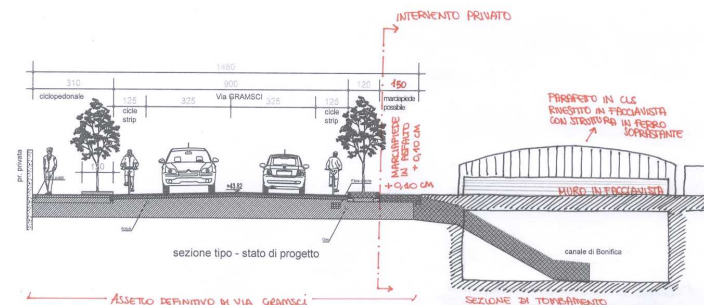 INTERVENTO PRIVATO
1480
310
900
120
150
ciclopedonale
Via GRAMSCI
marciapiede
possibile
125
325
325
125
cicle
strip
cicle
strip
PARAPETTO IN CLS
RIVESTITO IN FACCIAVISTA
CON STRUTTURA IN FERRO
SOPRASTANTE
MARCIAPIEDE
IN ASFALTO
+0,10 CM
+0,10 CM
pr. privata
+43.82
MURO IN FACCIAVISTA
sezione tipo - stato di progetto
canale di Bonifica
ASSETTO DEFINITIVO DI VIA GRAMSCI
SEZIONE DI TOMBAMENTO